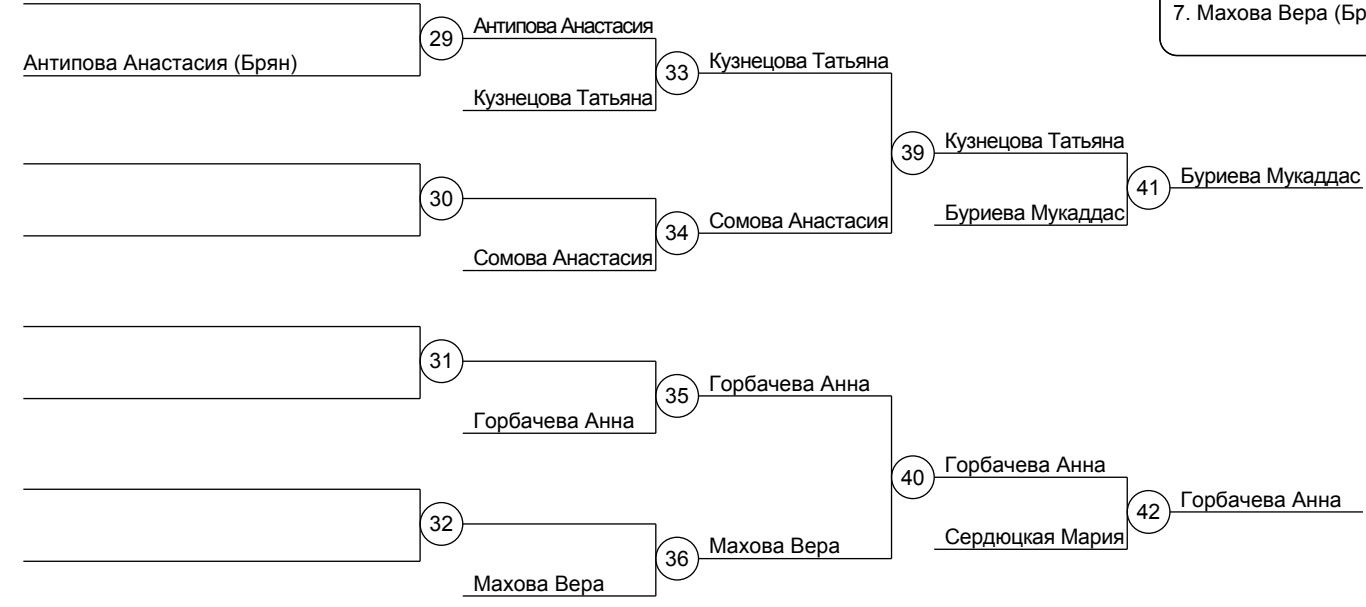 7. Махова Вера (Бр
Антипова Анастасия (Брян)
29
Антипова Анастасия
Кузнецова Татьяна
33
Кузнецова Татьяна
30
Сомова Анастасия
34
Сомова Анастасия
39
Кузнецова Татьяна
Буриева Мукаддас
41
Буриева Мукаддас
31
Горбачева Анна
35
Горбачева Анна
32
Махова Вера
36
Махова Вера
40
Горбачева Анна
Сердюцкая Мария
42
Горбачева Анна